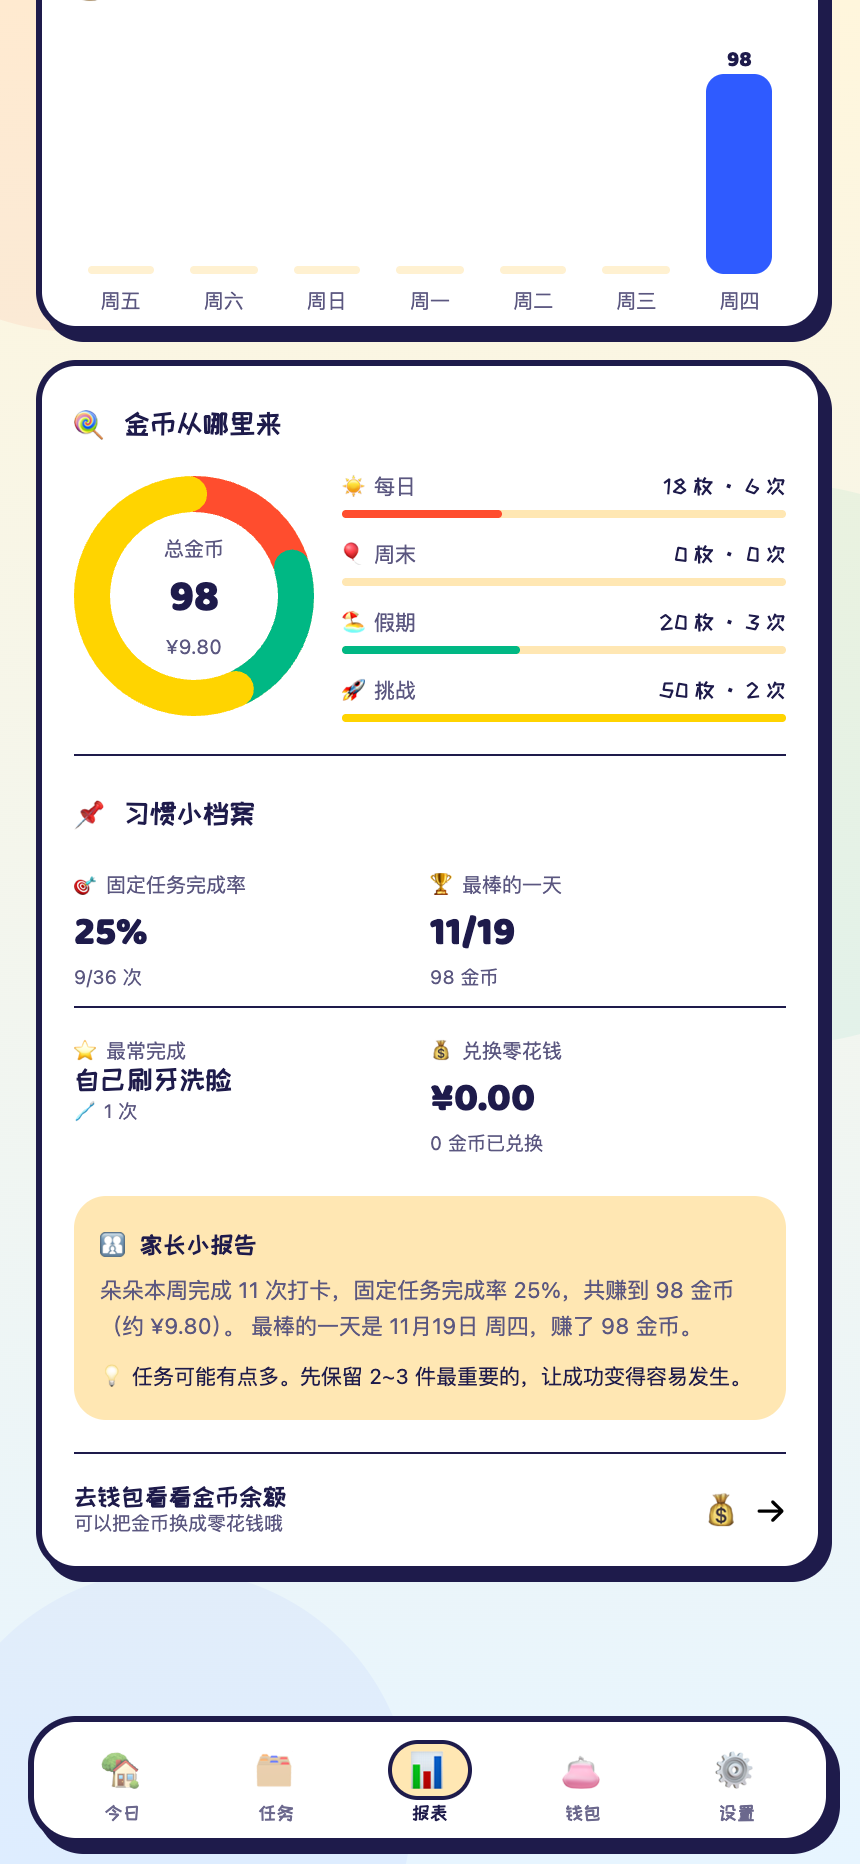 98
周五 周六 周日 周一 周二 周三 周四
金币从哪里来
总金币
98
¥9.80
每日 18 枚 · 6 次
周末 0 枚 · 0 次
假期 20 枚 · 3 次
挑战 50 枚 · 2 次
习惯小档案
固定任务完成率
25%
9/36 次
最棒的一天
11/19
98 金币
最常完成
自己刷牙洗脸
1 次
兑换零花钱
¥0.00
0 金币已兑换
家长小报告
朵朵本周完成 11 次打卡，固定任务完成率 25%，共赚到 98 金币
（约 ¥9.80）。 最棒的一天是 11月19日 周四，赚了 98 金币。
任务可能有点多。先保留 2~3 件最重要的，让成功变得容易发生。
去钱包看看金币余额
可以把金币换成零花钱哦
今日 任务 报表 钱包 设置